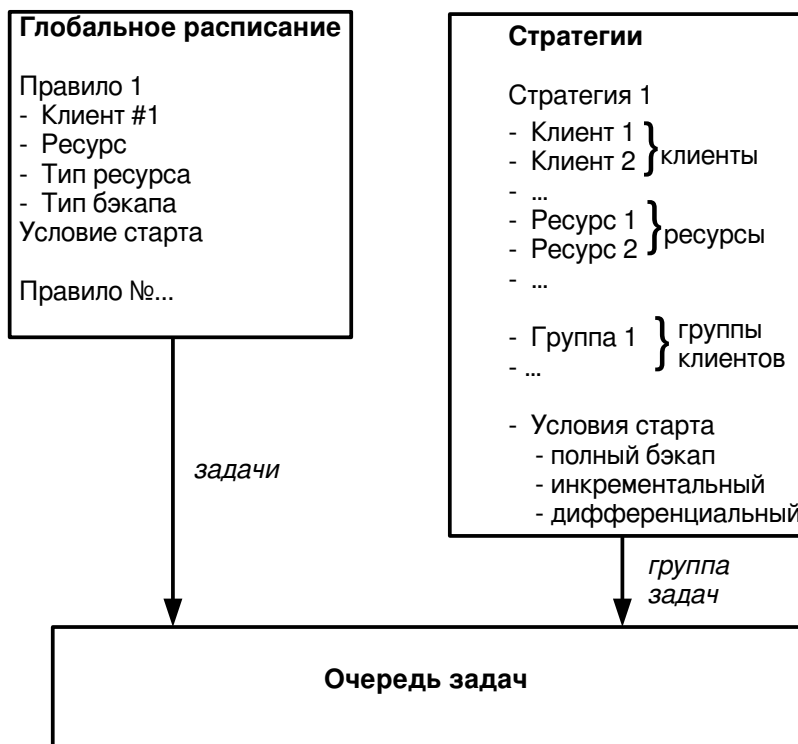 Глобальное расписание
Правило 1
- Клиент #1
- Ресурс
- Тип ресурса
- Тип бэкапа
Условие старта
Правило №...
Стратегии
Стратегия 1
- Клиент 1
- Клиент 2
клиенты
- ...
- Ресурс 1
- Ресурс 2
ресурсы
- ...
- Группа 1
группы
клиентов
- ...
- Условия старта
- полный бэкап
- инкрементальный
- дифференциальный
задачи
группа
задач
Очередь задач